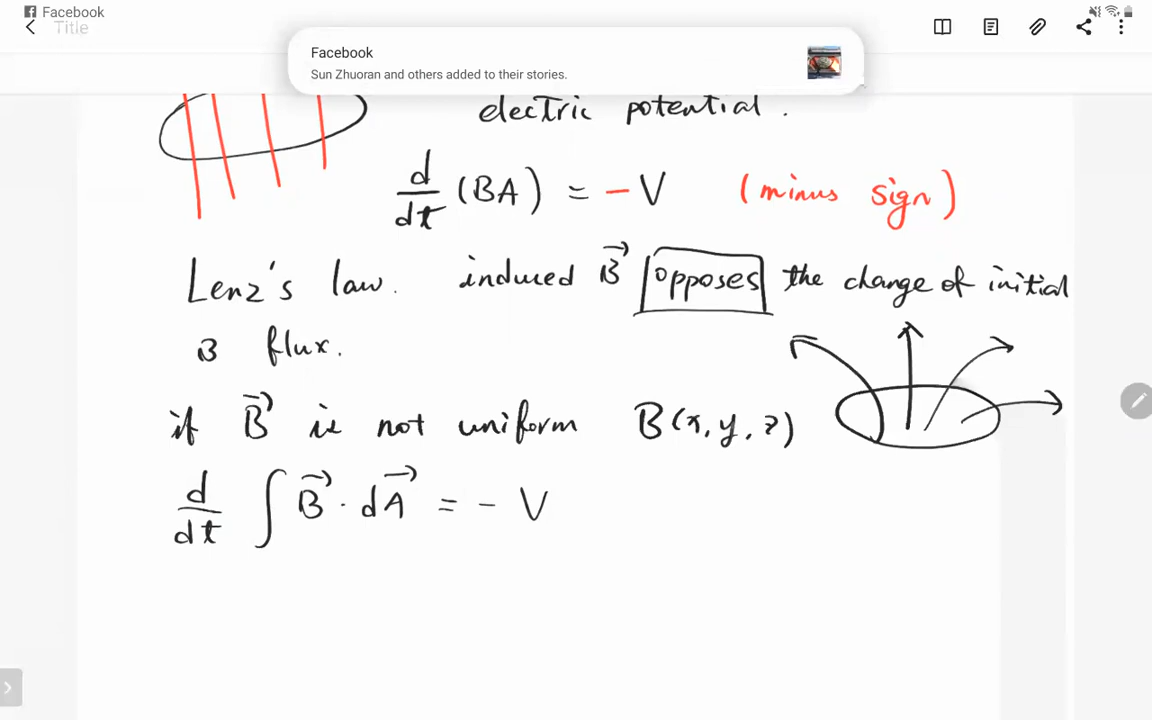 Facebook
Title
Facebook
Sun Zhuoran and others added to their stories.
electric potential.
d/dt (BA) = -V (minus sign)
Lenz's law. induced B⃗ opposes the change of initial
B flux.
if B⃗ is not uniform B(x, y, z)
d/dt ∫ B⃗ · dA⃗ = - V